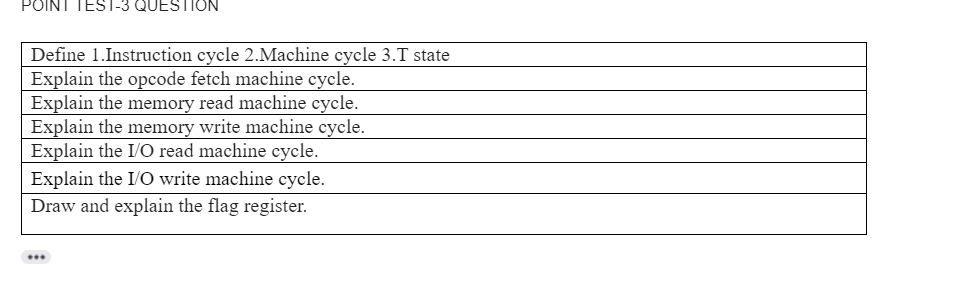 POINT TEST-3 QUESTION
Define 1.Instruction cycle 2.Machine cycle 3.T state
Explain the opcode fetch machine cycle.
Explain the memory read machine cycle.
Explain the memory write machine cycle.
Explain the I/O read machine cycle.
Explain the I/O write machine cycle.
Draw and explain the flag register.